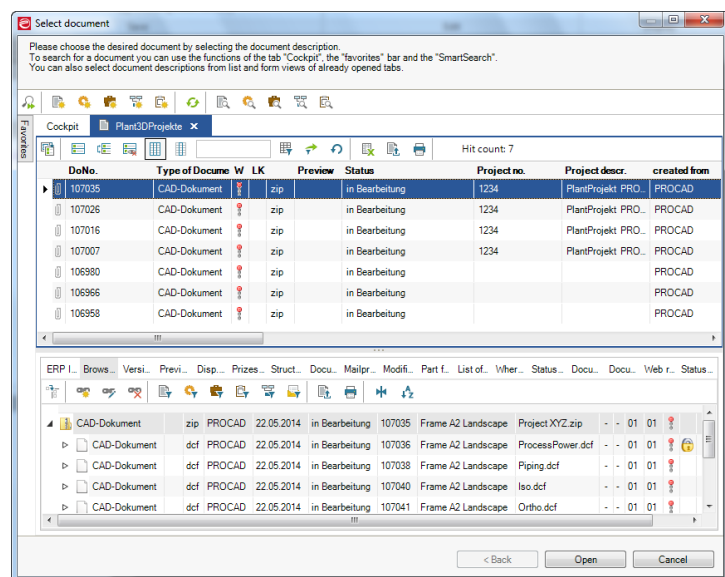 Select document
Please choose the desired document by selecting the document description.
To search for a document you can use the functions of the tab "Cockpit", the "favorites" bar and the "SmartSearch".
You can also select document descriptions from list and form views of already opened tabs.
Favorites
Cockpit Plant3DProjekte
Hit count: 7
DoNo. Type of Docume W LK Preview Status Project no. Project descr. created from
107035 CAD-Dokument zip in Bearbeitung 1234 PlantProjekt PRO... PROCAD
107026 CAD-Dokument zip in Bearbeitung 1234 PlantProjekt PRO... PROCAD
107016 CAD-Dokument zip in Bearbeitung 1234 PlantProjekt PRO... PROCAD
107007 CAD-Dokument zip in Bearbeitung 1234 PlantProjekt PRO... PROCAD
106980 CAD-Dokument zip in Bearbeitung PROCAD
106966 CAD-Dokument zip in Bearbeitung PROCAD
106958 CAD-Dokument zip in Bearbeitung PROCAD
ERP I... Brows... Versi... Previ... Disp... Prizes... Struct... Docu... Mailpr... Modifi... Part f... List of... Wher... Status... Docu... Docu... Web r... Status...
CAD-Dokument zip PROCAD 22.05.2014 in Bearbeitung 107035 Frame A2 Landscape Project XYZ.zip - - 01 01
CAD-Dokument dcf PROCAD 22.05.2014 in Bearbeitung 107036 Frame A2 Landscape ProcessPower.dcf - - 01 01
CAD-Dokument dcf PROCAD 22.05.2014 in Bearbeitung 107038 Frame A2 Landscape Piping.dcf - - 01 01
CAD-Dokument dcf PROCAD 22.05.2014 in Bearbeitung 107040 Frame A2 Landscape Iso.dcf - - 01 01
CAD-Dokument dcf PROCAD 22.05.2014 in Bearbeitung 107041 Frame A2 Landscape Ortho.dcf - - 01 01
< Back Open Cancel